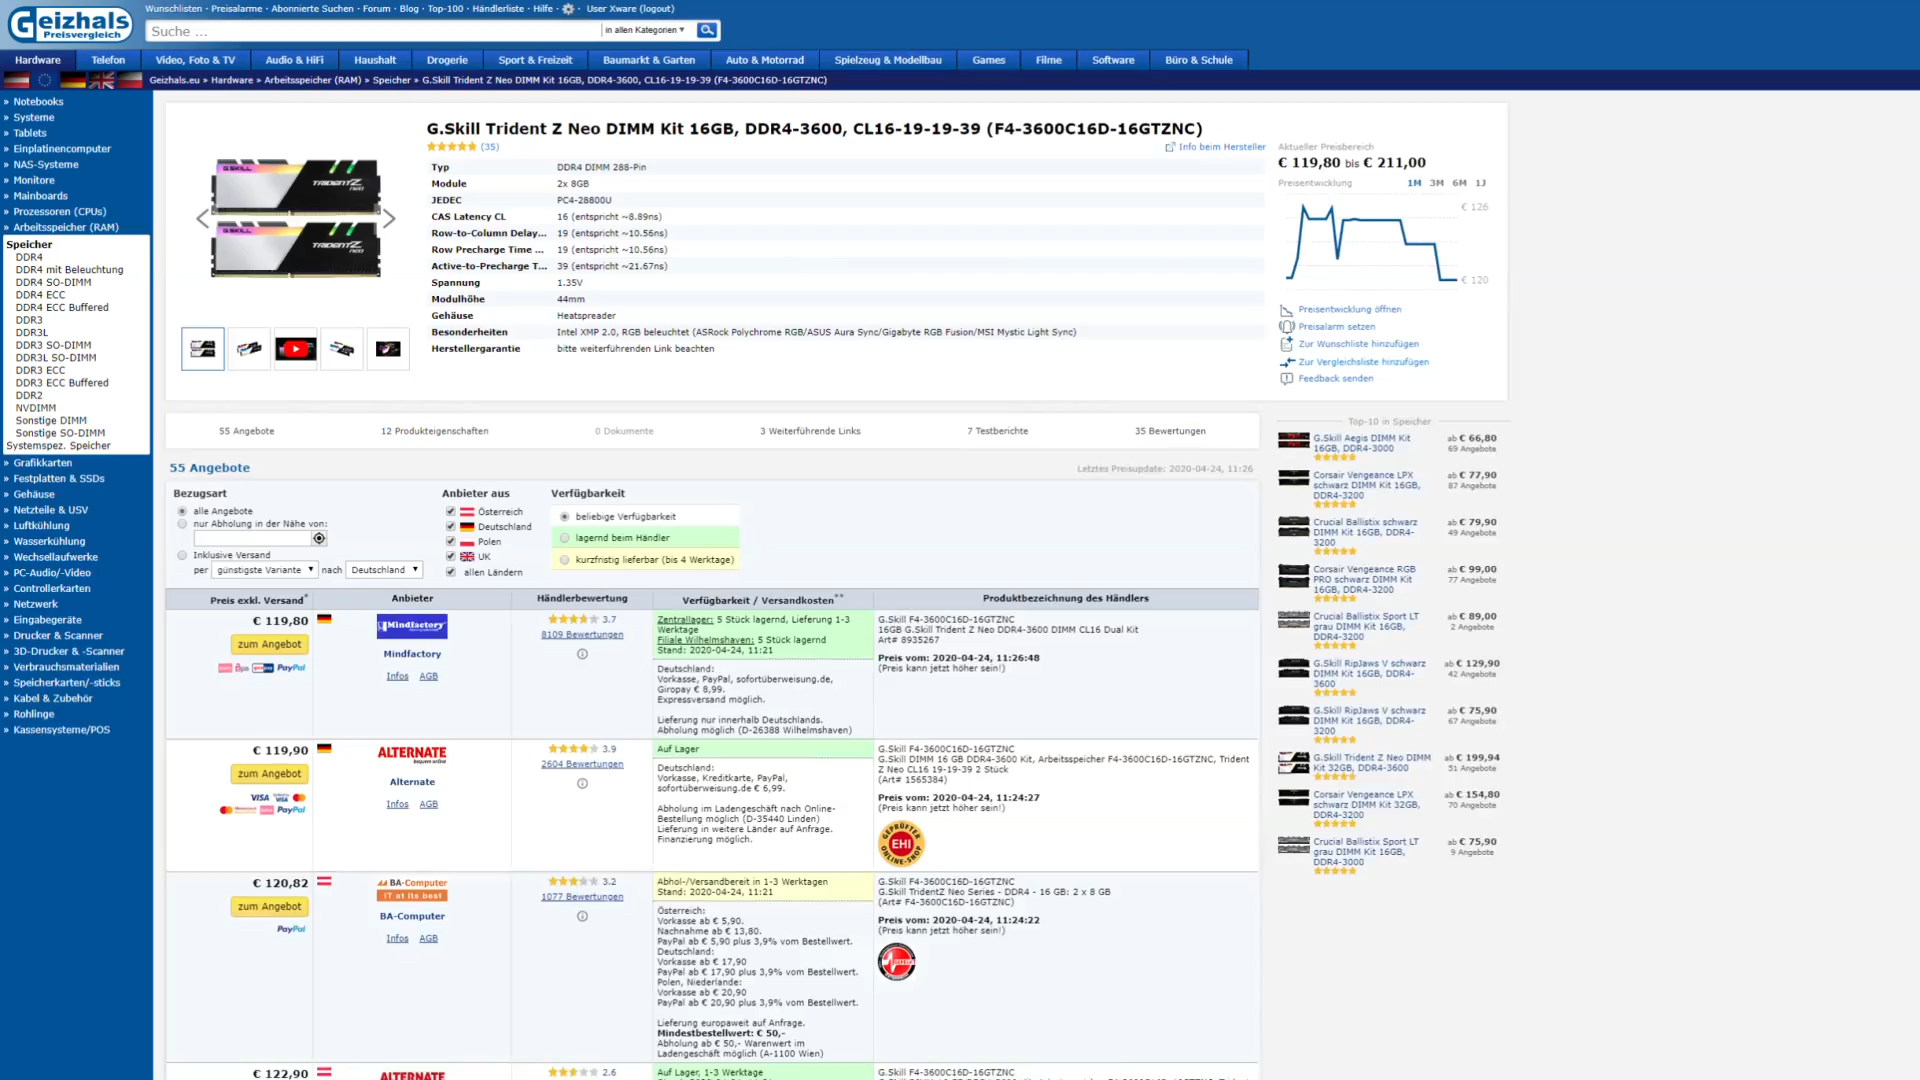 Geizhals
Preisvergleich
Wunschlisten · Preisalarme · Abonnierte Suchen · Forum · Blog · Top-100 · Händlerliste · Hilfe · · User Xware (logout)
Suche ...
in allen Kategorien
Hardware Telefon Video, Foto & TV Audio & HiFi Haushalt Drogerie Sport & Freizeit Baumarkt & Garten Auto & Motorrad Spielzeug & Modellbau Games Filme Software Büro & Schule
Geizhals.eu » Hardware » Arbeitsspeicher (RAM) » Speicher » G.Skill Trident Z Neo DIMM Kit 16GB, DDR4-3600, CL16-19-19-39 (F4-3600C16D-16GTZNC)
» Notebooks
» Systeme
» Tablets
» Einplatinencomputer
» NAS-Systeme
» Monitore
» Mainboards
» Prozessoren (CPUs)
» Arbeitsspeicher (RAM)
Speicher
DDR4
DDR4 mit Beleuchtung
DDR4 SO-DIMM
DDR4 ECC
DDR4 ECC Buffered
DDR3
DDR3L
DDR3 SO-DIMM
DDR3L SO-DIMM
DDR3 ECC
DDR3 ECC Buffered
DDR2
NVDIMM
Sonstige DIMM
Sonstige SO-DIMM
Systemspez. Speicher
» Grafikkarten
» Festplatten & SSDs
» Gehäuse
» Netzteile & USV
» Luftkühlung
» Wasserkühlung
» Wechsellaufwerke
» PC-Audio/-Video
» Controllerkarten
» Netzwerk
» Eingabegeräte
» Drucker & Scanner
» 3D-Drucker & -Scanner
» Verbrauchsmaterialien
» Speicherkarten/-sticks
» Kabel & Zubehör
» Rohlinge
» Kassensysteme/POS
G.SKILL
TRIDENTZ
neo
G.SKILL
TRIDENTZ
neo
G.Skill Trident Z Neo DIMM Kit 16GB, DDR4-3600, CL16-19-19-39 (F4-3600C16D-16GTZNC)
(35)
Info beim Hersteller
Typ DDR4 DIMM 288-Pin
Module 2x 8GB
JEDEC PC4-28800U
CAS Latency CL 16 (entspricht ~8.89ns)
Row-to-Column Delay... 19 (entspricht ~10.56ns)
Row Precharge Time ... 19 (entspricht ~10.56ns)
Active-to-Precharge T... 39 (entspricht ~21.67ns)
Spannung 1.35V
Modulhöhe 44mm
Gehäuse Heatspreader
Besonderheiten Intel XMP 2.0, RGB beleuchtet (ASRock Polychrome RGB/ASUS Aura Sync/Gigabyte RGB Fusion/MSI Mystic Light Sync)
Herstellergarantie bitte weiterführenden Link beachten
Aktueller Preisbereich
€ 119,80 bis € 211,00
Preisentwicklung 1M 3M 6M 1J
€ 126
€ 120
Preisentwicklung öffnen
Preisalarm setzen
Zur Wunschliste hinzufügen
Zur Vergleichsliste hinzufügen
Feedback senden
55 Angebote 12 Produkteigenschaften 0 Dokumente 3 Weiterführende Links 7 Testberichte 35 Bewertungen
55 Angebote
Letztes Preisupdate: 2020-04-24, 11:26
Bezugsart
alle Angebote
nur Abholung in der Nähe von:
Inklusive Versand
per günstigste Variante nach Deutschland
Anbieter aus
Österreich
Deutschland
Polen
UK
allen Ländern
Verfügbarkeit
beliebige Verfügbarkeit
lagernd beim Händler
kurzfristig lieferbar (bis 4 Werktage)
Preis exkl. Versand* Anbieter Händlerbewertung Verfügbarkeit / Versandkosten** Produktbezeichnung des Händlers
€ 119,80
zum Angebot
PayPal
Mindfactory
Mindfactory
Infos AGB
3.7
8109 Bewertungen
Zentrallager: 5 Stück lagernd, Lieferung 1-3
Werktage
Filiale Wilhelmshaven: 5 Stück lagernd
Stand: 2020-04-24, 11:21
Deutschland:
Vorkasse, PayPal, sofortüberweisung.de,
Giropay € 8,99.
Expressversand möglich.
Lieferung nur innerhalb Deutschlands.
Abholung möglich (D-26388 Wilhelmshaven)
G.Skill F4-3600C16D-16GTZNC
16GB G.Skill Trident Z Neo DDR4-3600 DIMM CL16 Dual Kit
Art# 8935267
Preis vom: 2020-04-24, 11:26:48
(Preis kann jetzt höher sein!)
€ 119,90
zum Angebot
VISA VISA
PayPal
ALTERNATE
bequem online
Alternate
Infos AGB
3.9
2604 Bewertungen
Auf Lager
Deutschland:
Vorkasse, Kreditkarte, PayPal,
sofortüberweisung.de € 6,99.
Abholung im Ladengeschäft nach Online-
Bestellung möglich (D-35440 Linden)
Lieferung in weitere Länder auf Anfrage.
Finanzierung möglich.
G.Skill F4-3600C16D-16GTZNC
G.Skill DIMM 16 GB DDR4-3600 Kit, Arbeitsspeicher F4-3600C16D-16GTZNC, Trident
Z Neo CL16 19-19-39 2 Stück
(Art# 1565384)
Preis vom: 2020-04-24, 11:24:27
(Preis kann jetzt höher sein!)
GEPRÜFTER
EHI
ONLINE-SHOP
€ 120,82
zum Angebot
PayPal
BA-Computer
IT at its best
BA-Computer
Infos AGB
3.2
1077 Bewertungen
Abhol-/Versandbereit in 1-3 Werktagen
Stand: 2020-04-24, 11:21
Österreich:
Vorkasse ab € 5,90.
Nachnahme ab € 13,80.
PayPal ab € 5,90 plus 3,9% vom Bestellwert.
Deutschland:
Vorkasse ab € 17,90
PayPal ab € 17,90 plus 3,9% vom Bestellwert.
Polen, Niederlande:
Vorkasse ab € 20,90
PayPal ab € 20,90 plus 3,9% vom Bestellwert.
Lieferung europaweit auf Anfrage.
Mindestbestellwert: € 50,-
Abholung ab € 50,- Warenwert im
Ladengeschäft möglich (A-1100 Wien)
G.Skill F4-3600C16D-16GTZNC
G.Skill TridentZ Neo Series - DDR4 - 16 GB: 2 x 8 GB
(Art# F4-3600C16D-16GTZNC)
Preis vom: 2020-04-24, 11:24:22
(Preis kann jetzt höher sein!)
€ 122,90
ALTERNATE
2.6
Auf Lager, 1-3 Werktage
G.Skill F4-3600C16D-16GTZNC
Top-10 in Speicher
G.Skill Aegis DIMM Kit
16GB, DDR4-3000
ab € 66,80
69 Angebote
Corsair Vengeance LPX
schwarz DIMM Kit 16GB,
DDR4-3200
ab € 77,90
87 Angebote
Crucial Ballistix schwarz
DIMM Kit 16GB, DDR4-
3200
ab € 79,90
49 Angebote
Corsair Vengeance RGB
PRO schwarz DIMM Kit
16GB, DDR4-3200
ab € 99,00
77 Angebote
Crucial Ballistix Sport LT
grau DIMM Kit 16GB,
DDR4-3200
ab € 89,00
2 Angebote
G.Skill RipJaws V schwarz
DIMM Kit 16GB, DDR4-
3600
ab € 129,90
42 Angebote
G.Skill RipJaws V schwarz
DIMM Kit 16GB, DDR4-
3200
ab € 75,90
67 Angebote
G.Skill Trident Z Neo DIMM
Kit 32GB, DDR4-3600
ab € 199,94
51 Angebote
Corsair Vengeance LPX
schwarz DIMM Kit 32GB,
DDR4-3200
ab € 154,80
70 Angebote
Crucial Ballistix Sport LT
grau DIMM Kit 16GB,
DDR4-3000
ab € 75,90
9 Angebote